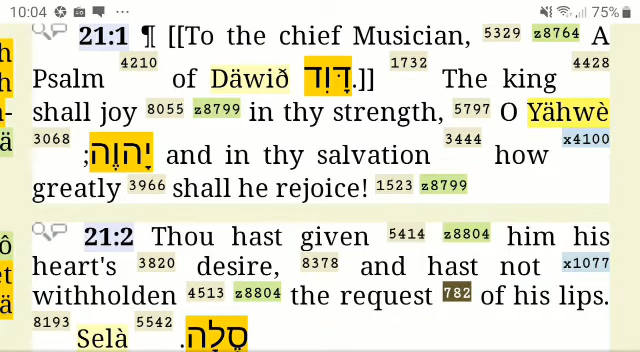 10:04 75%
21:1 ¶ [[To the chief Musician, 5329 z8764 A
Psalm 4210 of Däwið דָּוִד.]] 1732 The king 4428
shall joy 8055 z8799 in thy strength, 5797 O Yähwè
3068 יָהוֶה; and in thy salvation 3444 how x4100
greatly 3966 shall he rejoice! 1523 z8799
21:2 Thou hast given 5414 z8804 him his
heart's 3820 desire, 8378 and hast not x1077
withholden 4513 z8804 the request 782 of his lips.
8193 Selà 5542 סֶלָה.